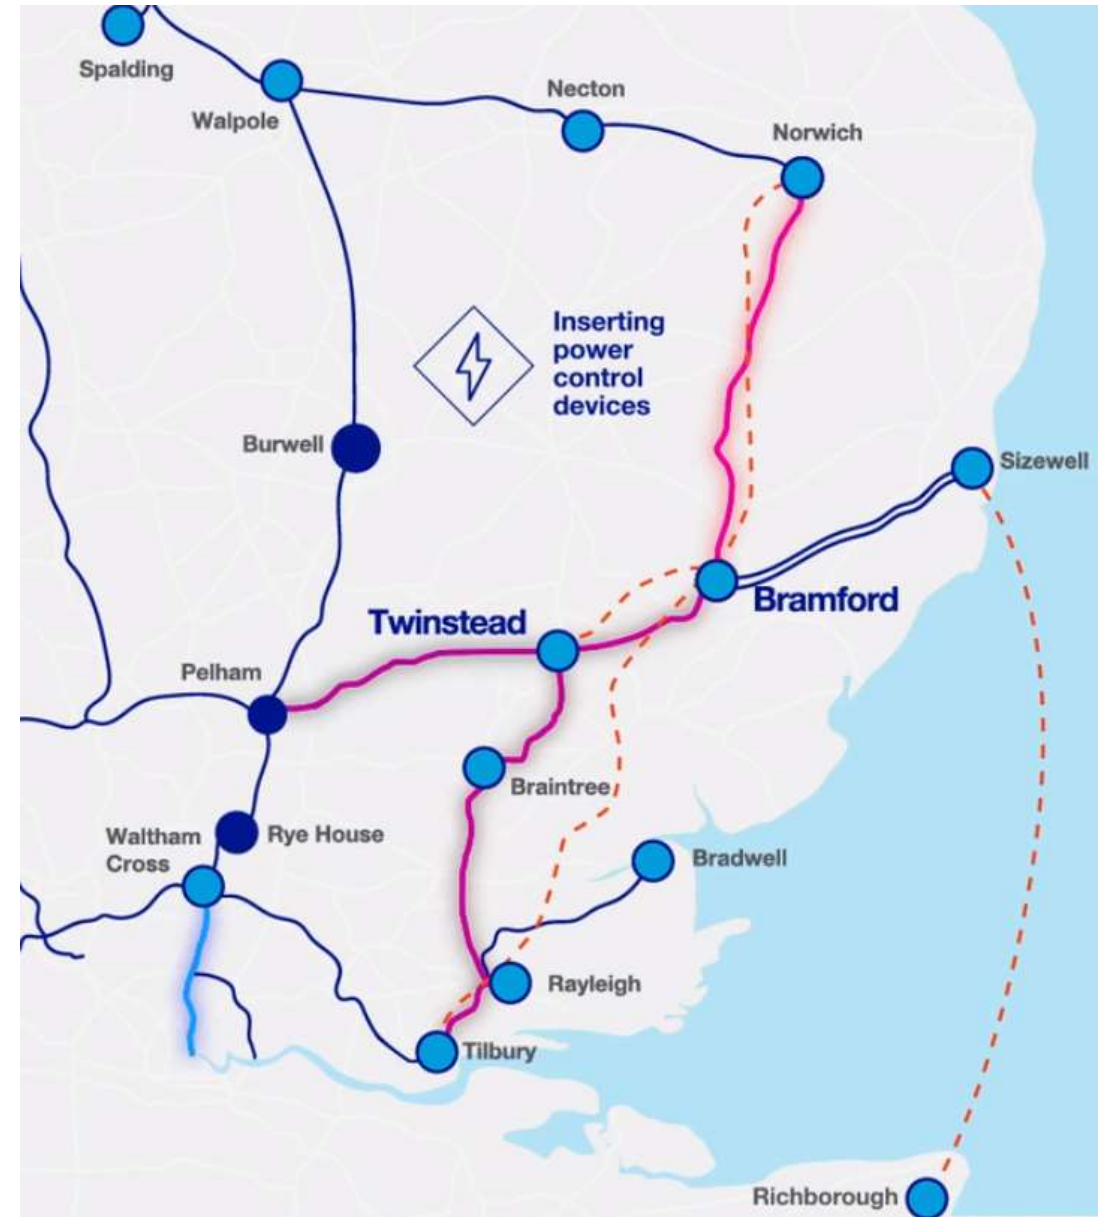 Spalding
Walpole
Necton
Norwich
Inserting
power
control
devices
Burwell
Sizewell
Bramford
Twinstead
Pelham
Braintree
Waltham
Cross
Rye House
Bradwell
Rayleigh
Tilbury
Richborough